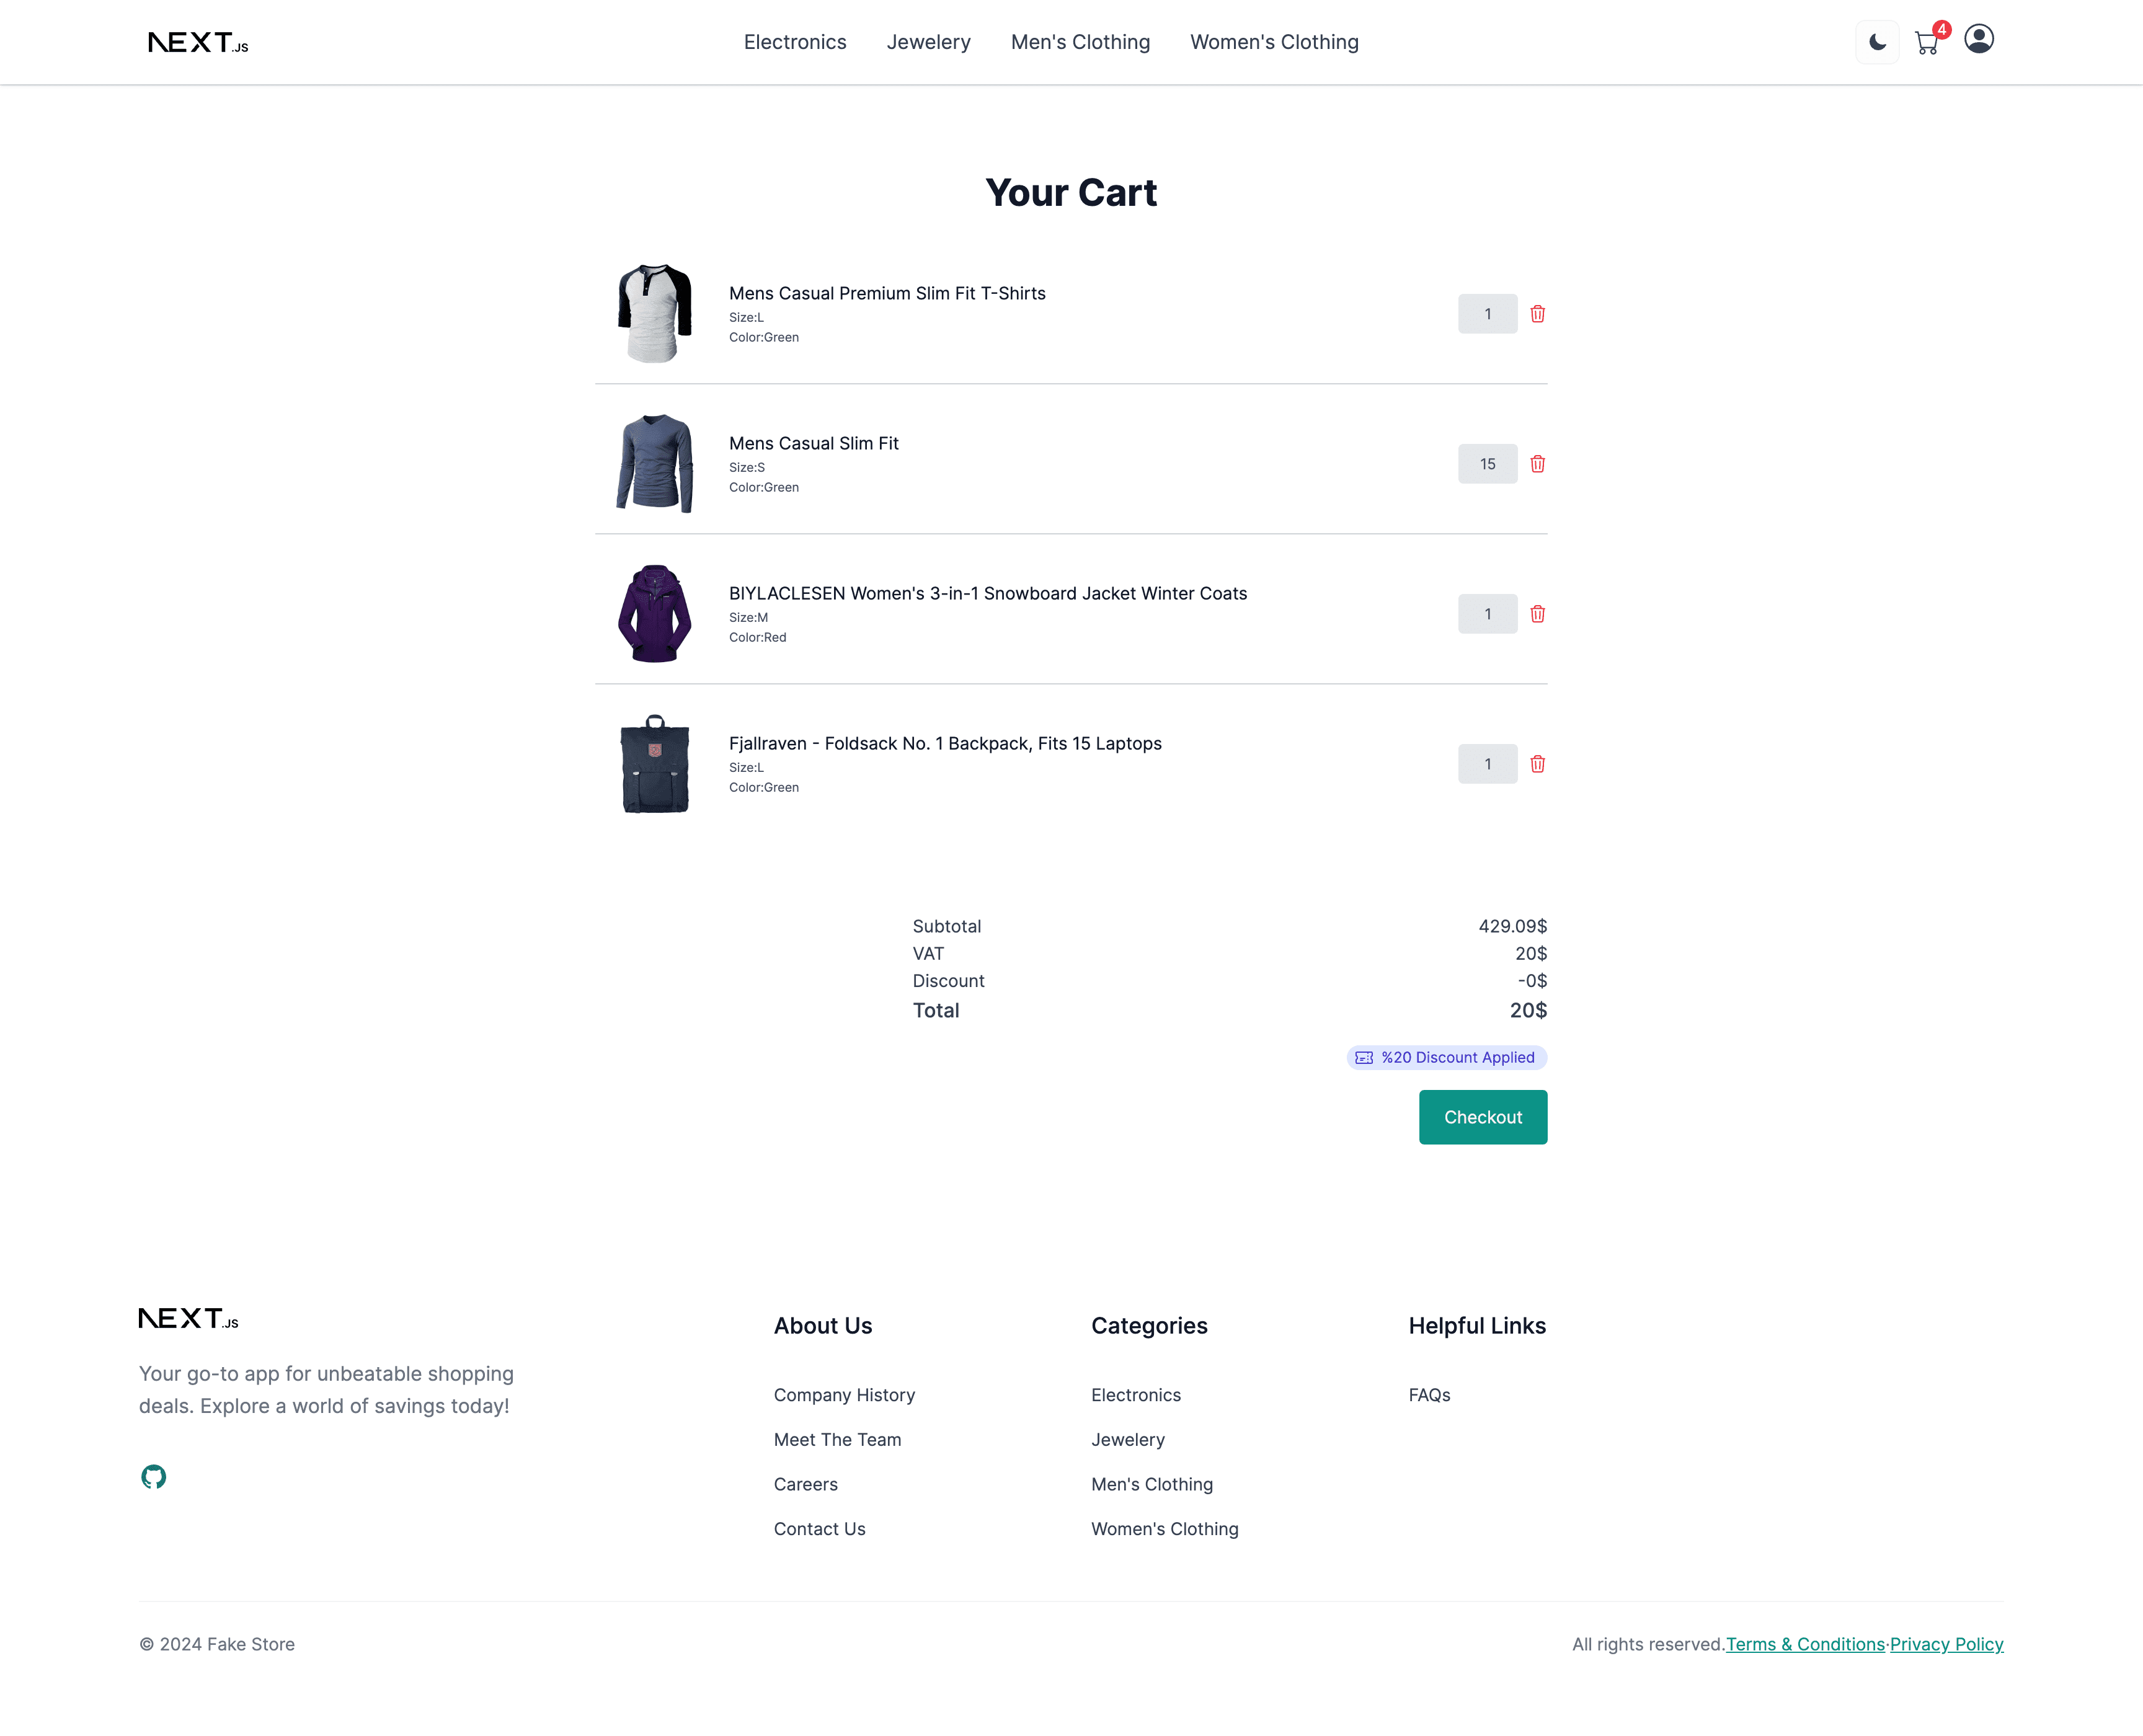 NEXT.JS
Electronics
Jewelery
Men's Clothing
Women's Clothing
4
Your Cart
Mens Casual Premium Slim Fit T-Shirts
Size:L
Color:Green
1
Mens Casual Slim Fit
Size:S
Color:Green
15
BIYLACLESEN Women's 3-in-1 Snowboard Jacket Winter Coats
Size:M
Color:Red
1
Fjallraven - Foldsack No. 1 Backpack, Fits 15 Laptops
Size:L
Color:Green
1
Subtotal 429.09$
VAT 20$
Discount -0$
Total 20$
%20 Discount Applied
Checkout
NEXT.JS
Your go-to app for unbeatable shopping
deals. Explore a world of savings today!
About Us
Company History
Meet The Team
Careers
Contact Us
Categories
Electronics
Jewelery
Men's Clothing
Women's Clothing
Helpful Links
FAQs
© 2024 Fake Store
All rights reserved.Terms & Conditions·Privacy Policy